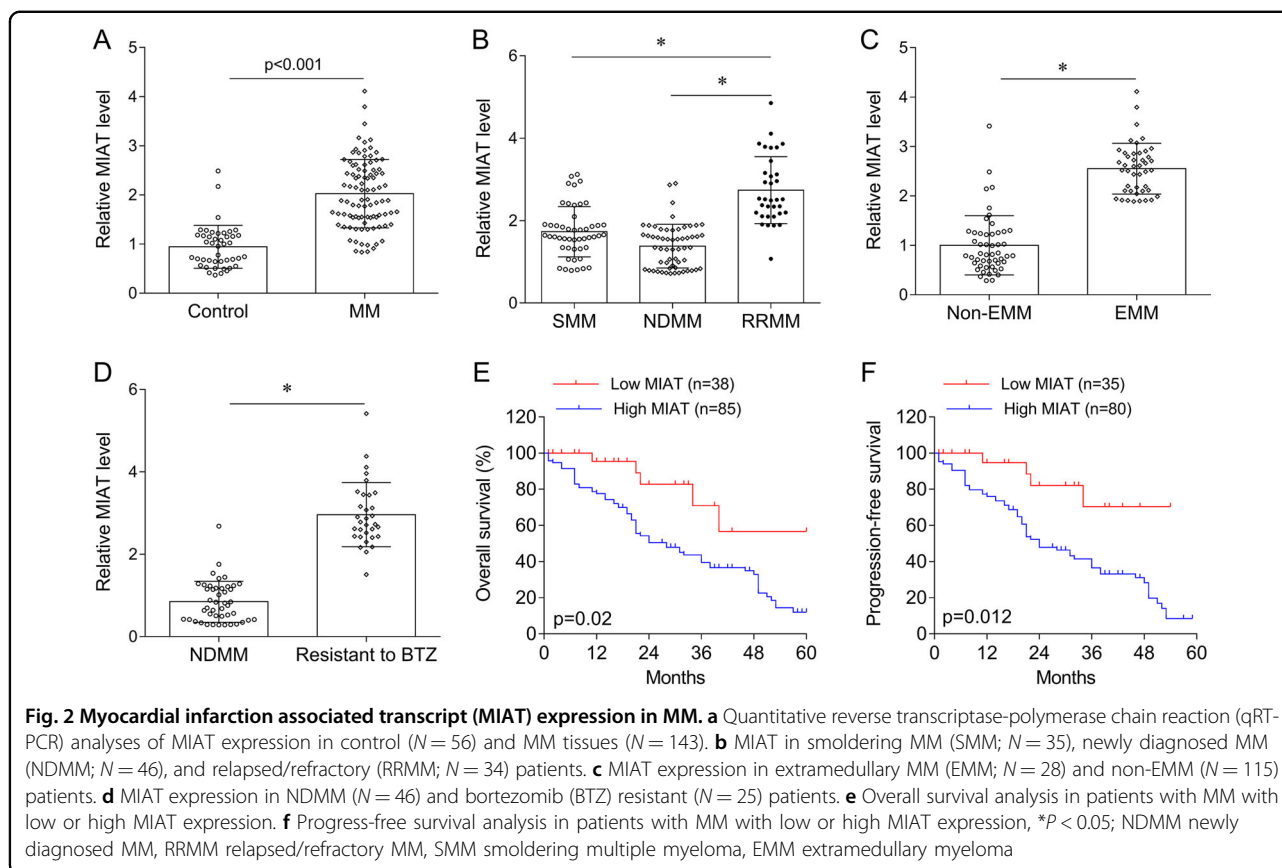 A
Relative MIAT level
5
4
3
2
1
0
p<0.001
Control MM
B
Relative MIAT level
6
4
2
0
*
*
SMM NDMM RRMM
C
Relative MIAT level
5
4
3
2
1
0
*
Non-EMM EMM
D
Relative MIAT level
6
4
2
0
*
NDMM Resistant to BTZ
E
Low MIAT (n=38)
High MIAT (n=85)
Overall survival (%)
120
100
80
60
40
20
0
p=0.02
0 12 24 36 48 60
Months
F
Low MIAT (n=35)
High MIAT (n=80)
Progression-free survival
120
100
80
60
40
20
0
p=0.012
0 12 24 36 48 60
Months
Fig. 2 Myocardial infarction associated transcript (MIAT) expression in MM. a Quantitative reverse transcriptase-polymerase chain reaction (qRT-
PCR) analyses of MIAT expression in control (N = 56) and MM tissues (N = 143). b MIAT in smoldering MM (SMM; N = 35), newly diagnosed MM
(NDMM; N = 46), and relapsed/refractory (RRMM; N = 34) patients. c MIAT expression in extramedullary MM (EMM; N = 28) and non-EMM (N = 115)
patients. d MIAT expression in NDMM (N = 46) and bortezomib (BTZ) resistant (N = 25) patients. e Overall survival analysis in patients with MM with
low or high MIAT expression. f Progress-free survival analysis in patients with MM with low or high MIAT expression, *P < 0.05; NDMM newly
diagnosed MM, RRMM relapsed/refractory MM, SMM smoldering multiple myeloma, EMM extramedullary myeloma